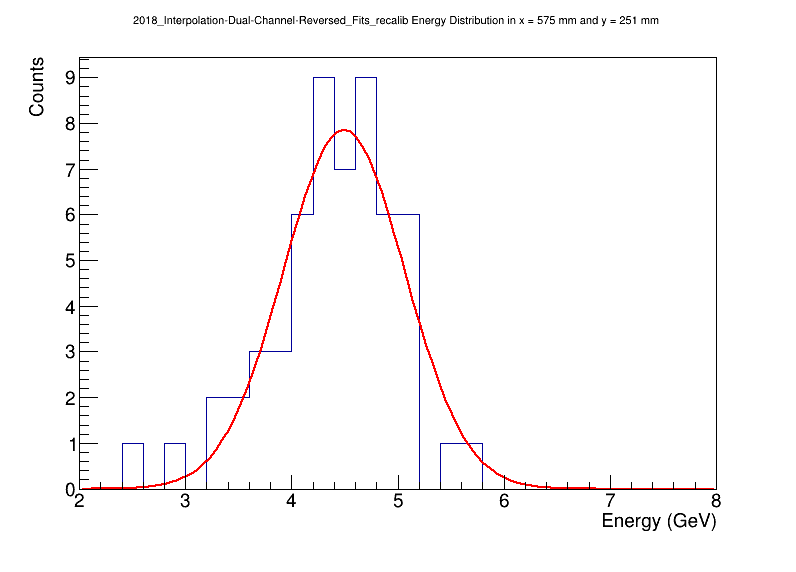 2018_Interpolation-Dual-Channel-Reversed_Fits_recalib Energy Distribution in x = 575 mm and y = 251 mm
Counts
9
8
7
6
5
4
3
2
1
0
2 3 4 5 6 7 8
Energy (GeV)